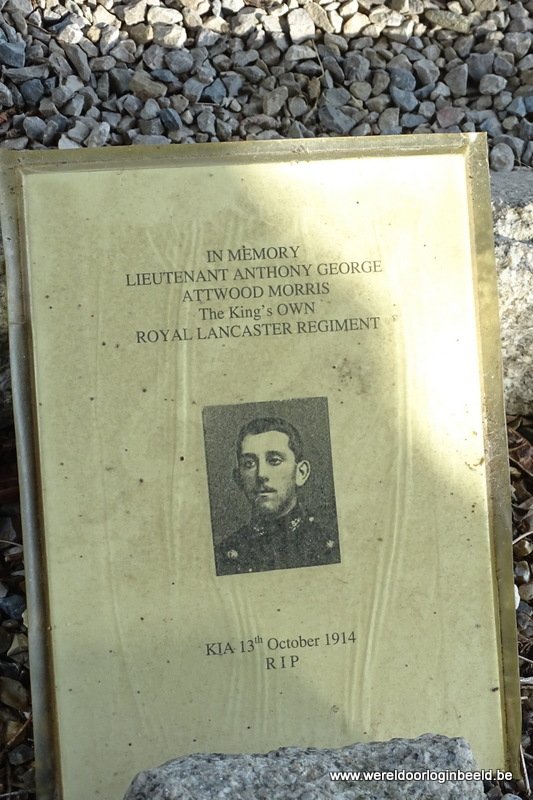 IN MEMORY
LIEUTENANT ANTHONY GEORGE
ATTWOOD MORRIS
The King's OWN
ROYAL LANCASTER REGIMENT
KIA 13th October 1914
R I P
www.wereldoorloginbeeld.be